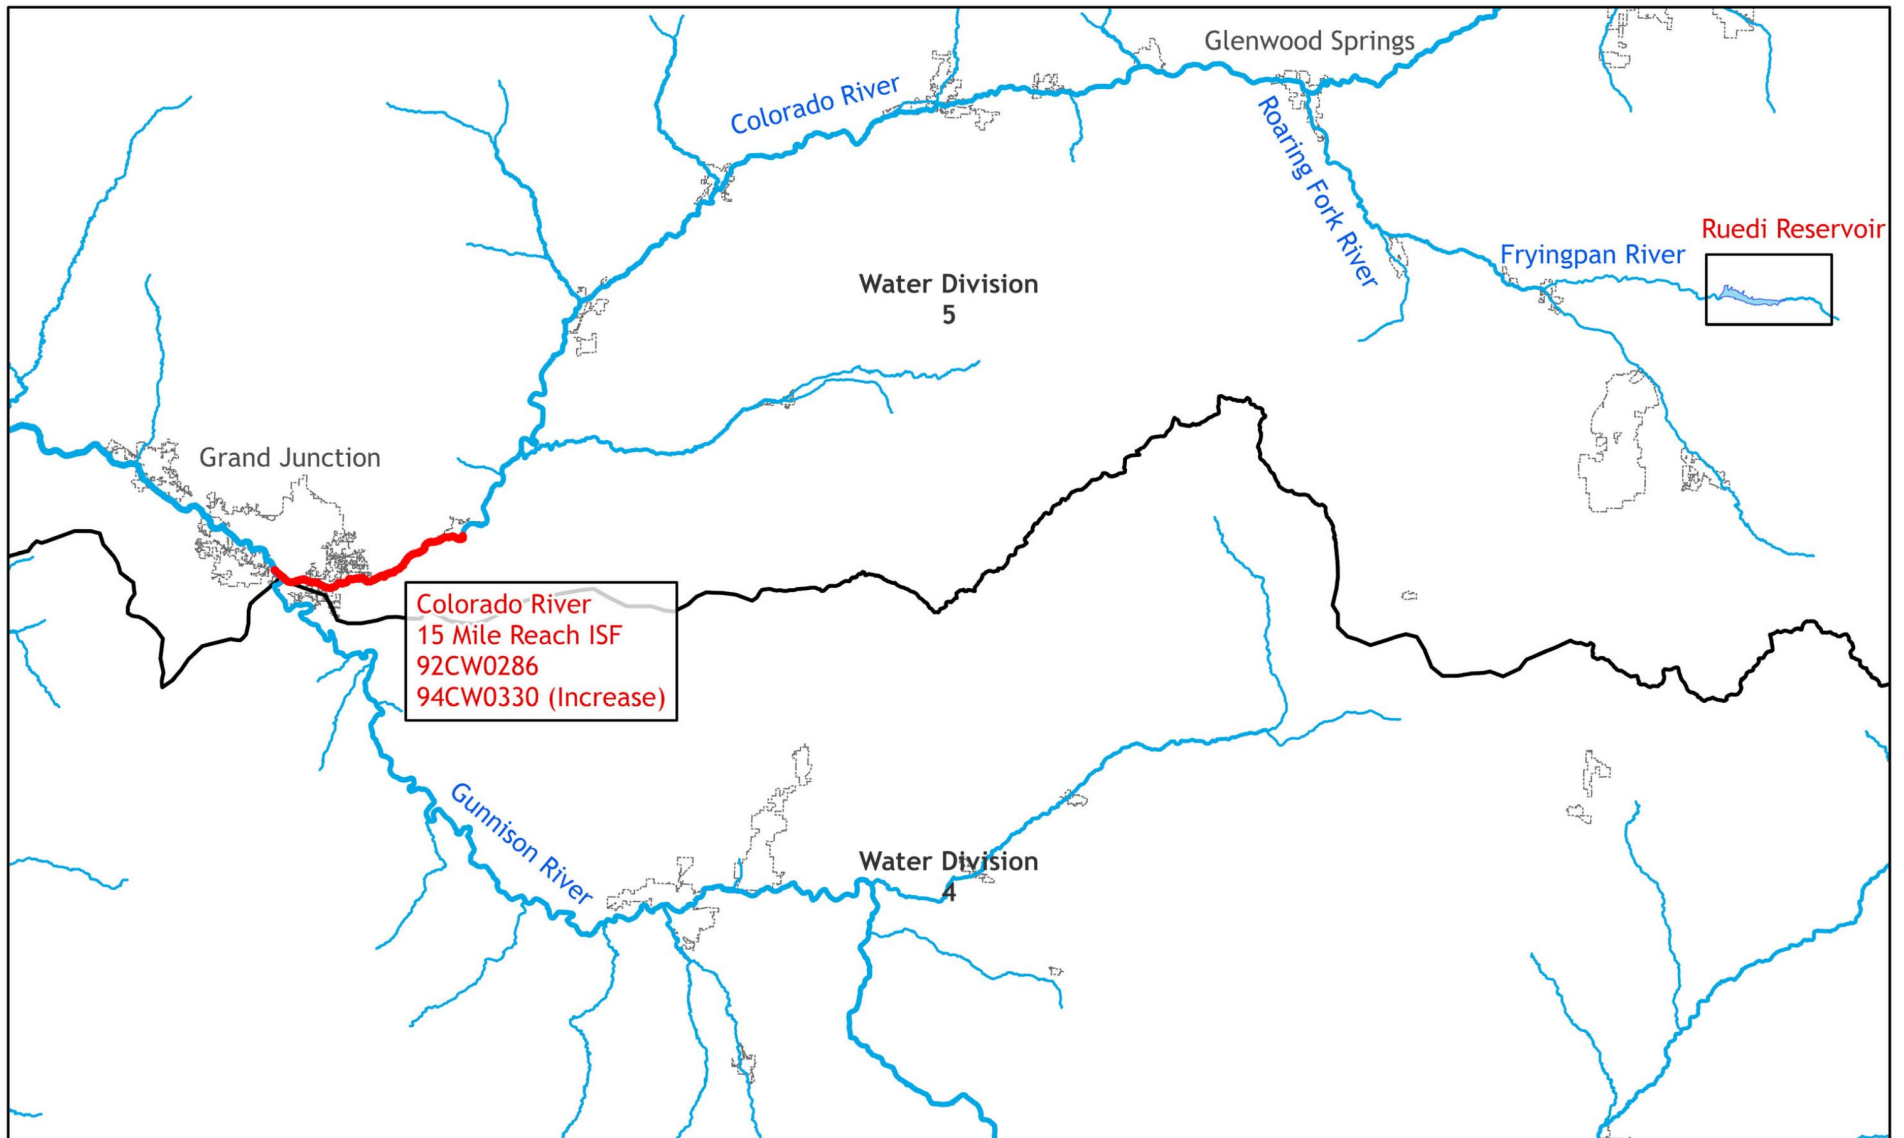 Glenwood Springs
Colorado River
Roaring Fork River
Ruedi Reservoir
Fryingpan River
Water Division
5
Grand Junction
Colorado River
15 Mile Reach ISF
92CW0286
94CW0330 (Increase)
Gunnison River
Water Division
4